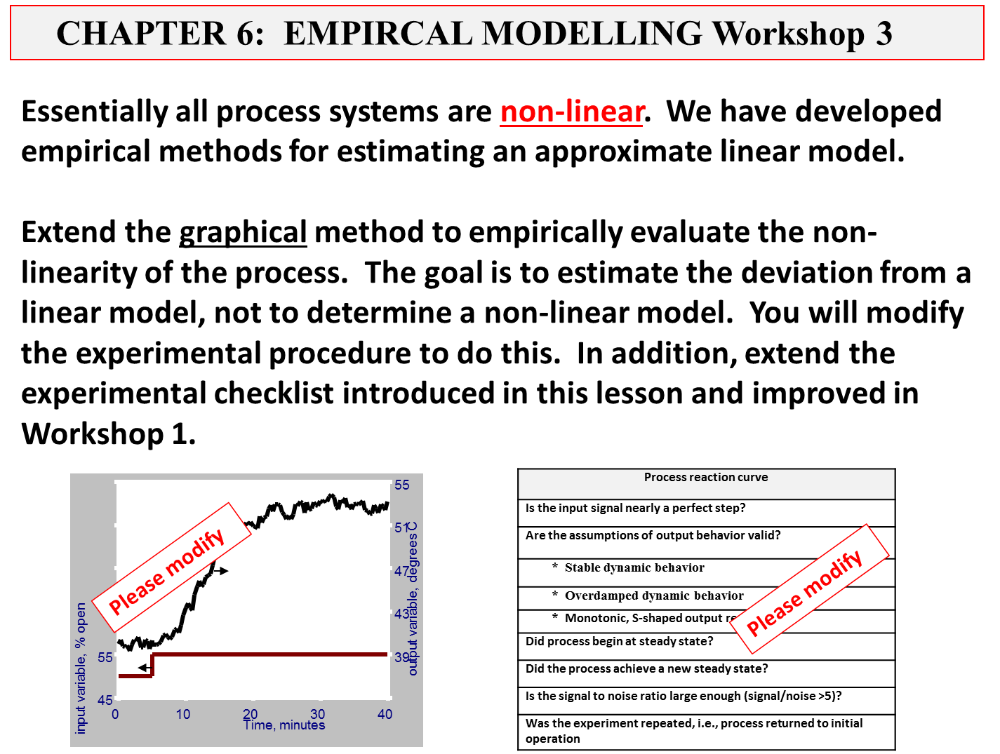 CHAPTER 6:  EMPIRCAL MODELLING Workshop 3
Essentially all process systems are non-linear.  We have developed
empirical methods for estimating an approximate linear model.
Extend the graphical method to empirically evaluate the non-
linearity of the process.  The goal is to estimate the deviation from a
linear model, not to determine a non-linear model.  You will modify
the experimental procedure to do this.  In addition, extend the
experimental checklist introduced in this lesson and improved in
Workshop 1.
input variable, % open
55
45
Please modify
55
51
47
43
39
output variable, degrees C
0 10 20 30 40
Time, minutes
Process reaction curve
Is the input signal nearly a perfect step?
Are the assumptions of output behavior valid?
* Stable dynamic behavior
* Overdamped dynamic behavior
* Monotonic, S-shaped output
Please modify
Did process begin at steady state?
Did the process achieve a new steady state?
Is the signal to noise ratio large enough (signal/noise >5)?
Was the experiment repeated, i.e., process returned to initial
operation